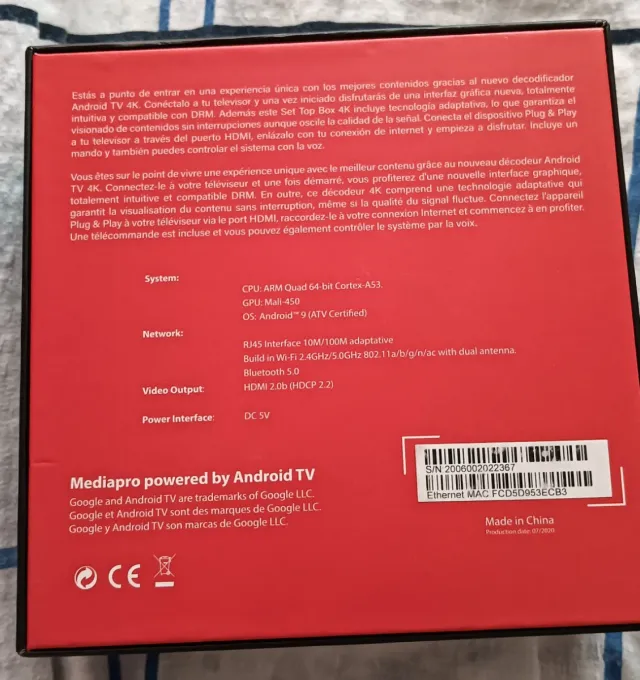 Estás a punto de entrar en una experiencia única con los mejores contenidos gracias al nuevo decodificador
Android TV 4K. Conéctalo a tu televisor y una vez iniciado disfrutarás de una interfaz gráfica nueva, totalmente
intuitiva y compatible con DRM. Además este Set Top Box 4K incluye tecnología adaptativa, lo que garantiza el
visionado de contenidos sin interrupciones aunque oscile la calidad de la señal. Conecta el dispositivo Plug & Play
a tu televisor a través del puerto HDMI, enlázalo con tu conexión de internet y empieza a disfrutar. Incluye un
mando y también puedes controlar el sistema con la voz.
Vous êtes sur le point de vivre une expérience unique avec le meilleur contenu grâce au nouveau décodeur Android
TV 4K. Connectez-le à votre téléviseur et une fois démarré, vous profiterez d'une nouvelle interface graphique,
totalement intuitive et compatible DRM. En outre, ce décodeur 4K comprend une technologie adaptative qui
garantit la visualisation du contenu sans interruption, même si la qualité du signal fluctue. Connectez l'appareil
Plug & Play à votre téléviseur via le port HDMI, raccordez-le à votre connexion Internet et commencez à en profiter.
Une télécommande est incluse et vous pouvez également contrôler le système par la voix.
System:
CPU: ARM Quad 64-bit Cortex-A53.
GPU: Mali-450
OS: Android™ 9 (ATV Certified)
Network:
RJ45 Interface 10M/100M adaptative
Build in Wi-Fi 2.4GHz/5.0GHz 802.11a/b/g/n/ac with dual antenna.
Bluetooth 5.0
Video Output: HDMI 2.0b (HDCP 2.2)
Power Interface: DC 5V
S/N 2006002022367
Ethernet MAC FCD5D953ECB3
Mediapro powered by Android TV
Google and Android TV are trademarks of Google LLC.
Google et Android TV sont des marques de Google LLC.
Google y Android TV son marcas de Google LLC.
Made in China
Production date: 07/2020
CE